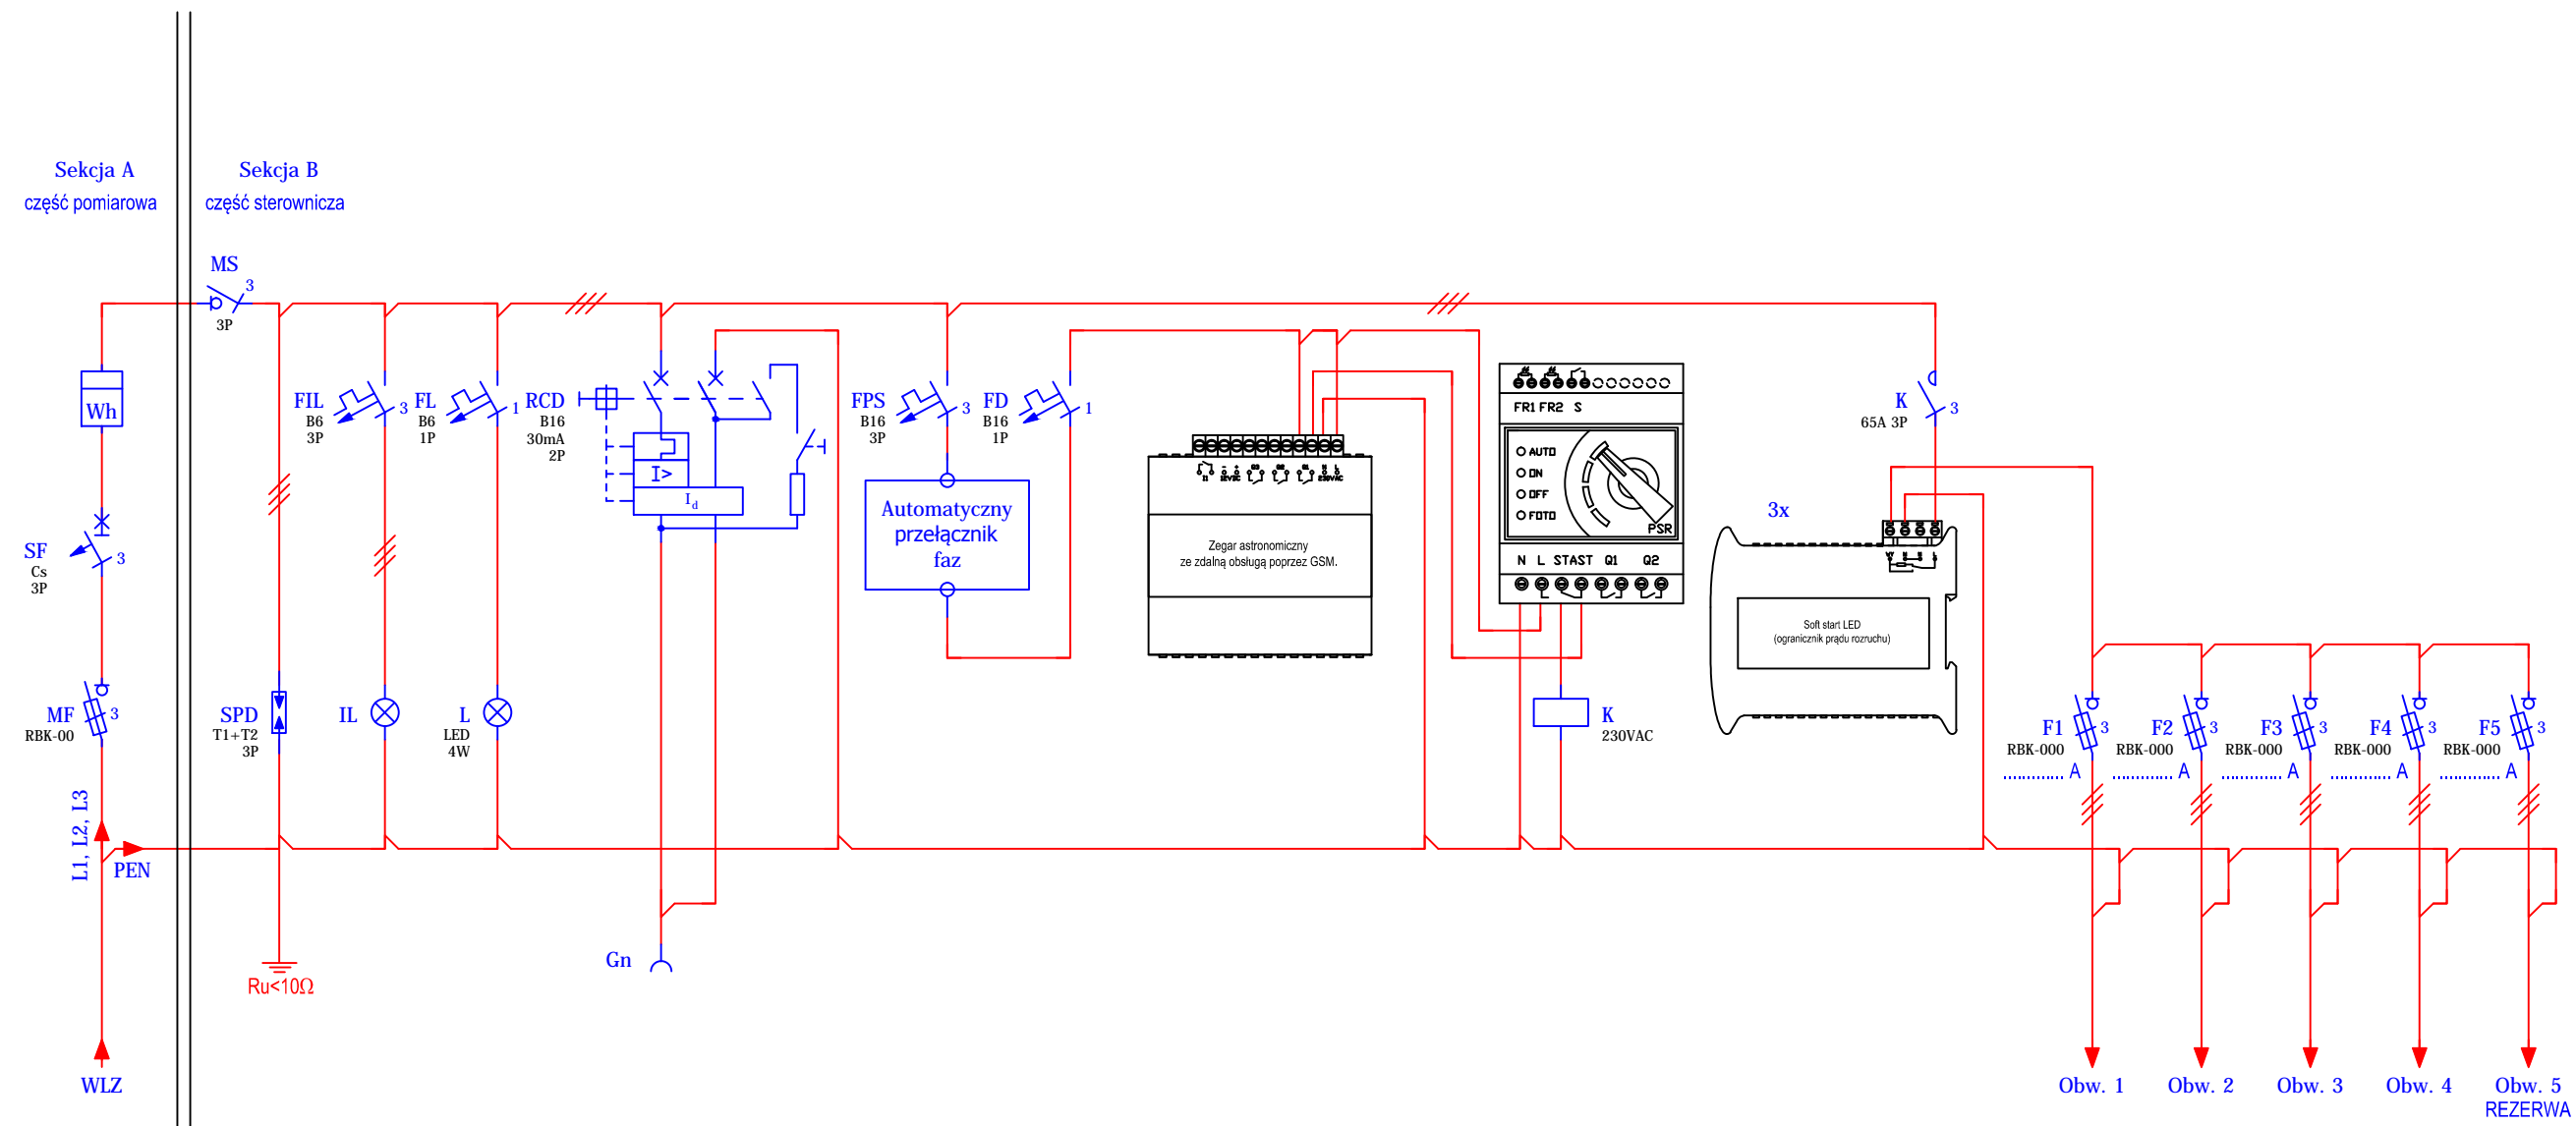 Sekcja A
część pomiarowa
Sekcja B
część sterownicza
MS
3
3P
Wh
SF
Cs
3P
3
MF
RBK-00
3
L1, L2, L3
PEN
WLZ
FIL
B6
3P
3
FL
B6
1P
1
RCD
B16
30mA
2P
I>
Id
SPD
T1+T2
3P
IL
L
LED
4W
Ru<10Ω
Gn
FPS
B16
3P
3
FD
B16
1P
1
Automatyczny
przełącznik
faz
Zegar astronomiczny
ze zdalną obsługą poprzez GSM.
FR1 FR2 S
AUTO
ON
OFF
FOTO
PSR
N L STAST Q1 Q2
K
230VAC
K
65A 3P
3
3x
Soft start LED
(ogranicznik prądu rozruchu)
F1
RBK-000
3
.............. A
F2
RBK-000
3
.............. A
F3
RBK-000
3
.............. A
F4
RBK-000
3
.............. A
F5
RBK-000
3
.............. A
Obw. 1
Obw. 2
Obw. 3
Obw. 4
Obw. 5
REZERWA